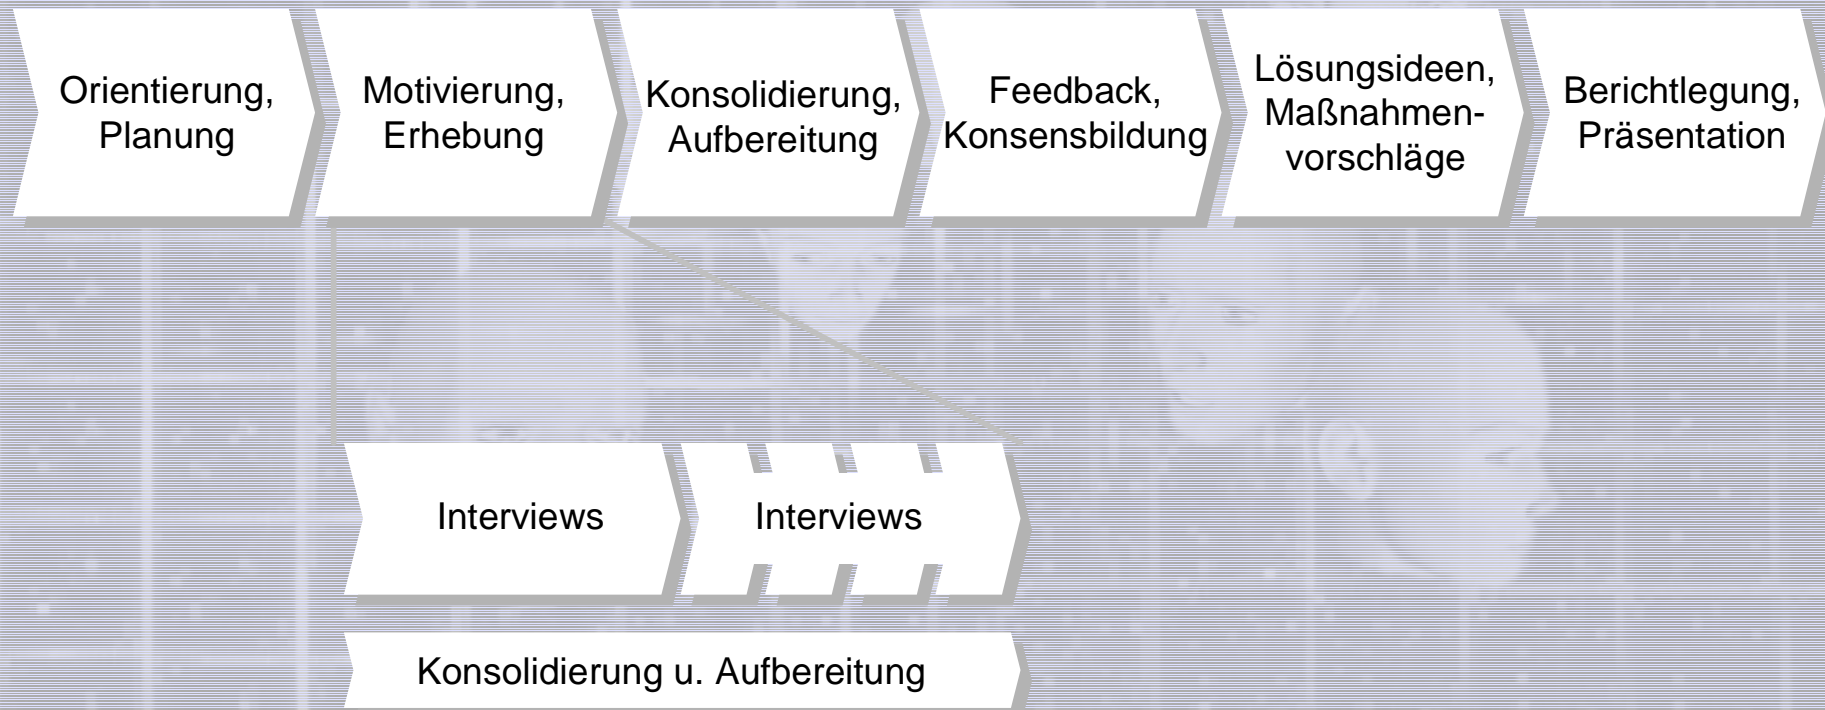 Orientierung,
Planung
Motivierung,
Erhebung
Konsolidierung,
Aufbereitung
Feedback,
Konsensbildung
Lösungsideen,
Maßnahmen-
vorschläge
Berichtlegung,
Präsentation
Interviews
Interviews
Konsolidierung u. Aufbereitung